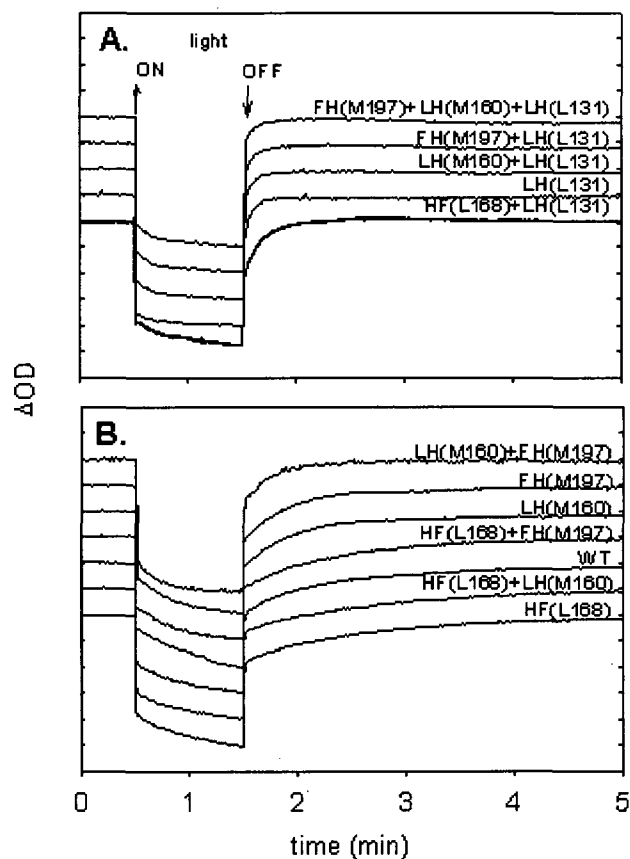 A.
light
ON
OFF
FH(M197)+LH(M160)+LH(L131)
FH(M197)+LH(L131)
LH(M160)+LH(L131)
LH(L131)
HF(L168)+LH(L131)
ΔOD
B.
LH(M160)+FH(M197)
FH(M197)
LH(M160)
HF(L168)+FH(M197)
WT
HF(L168)+LH(M160)
HF(L168)
0
1
2
3
4
5
time (min)